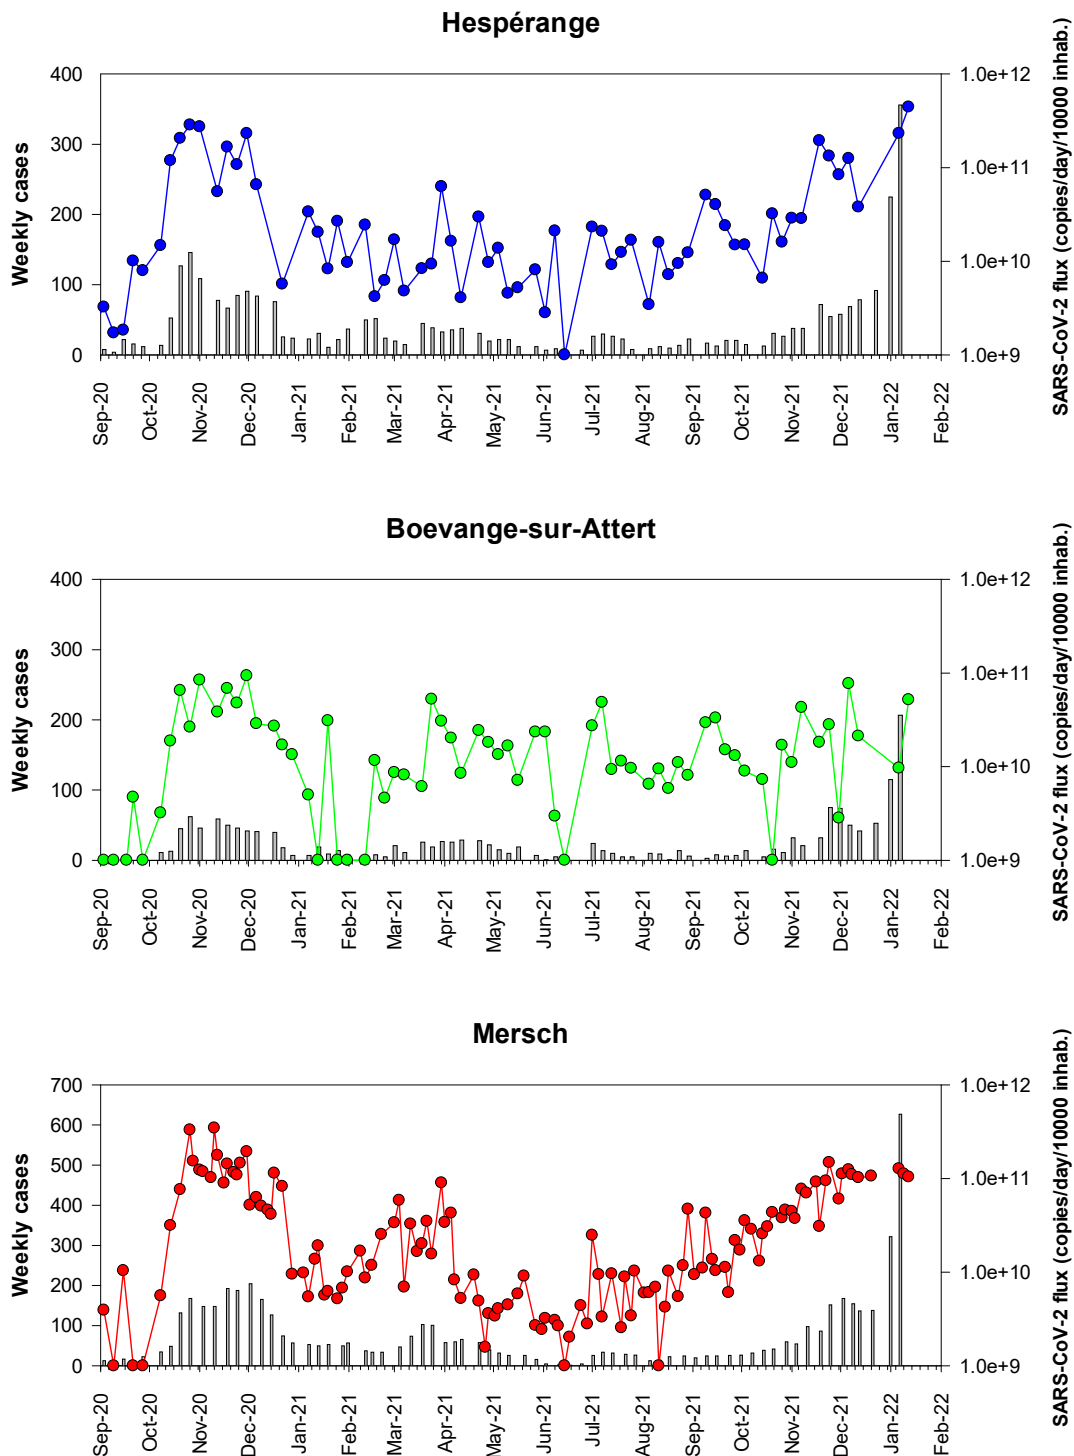 Hespérange
Weekly cases
400
300
200
100
0
1.0e+12
1.0e+11
1.0e+10
1.0e+9
SARS-CoV-2 flux (copies/day/10000 inhab.)
Sep-20
Oct-20
Nov-20
Dec-20
Jan-21
Feb-21
Mar-21
Apr-21
May-21
Jun-21
Jul-21
Aug-21
Sep-21
Oct-21
Nov-21
Dec-21
Jan-22
Feb-22
Boevange-sur-Attert
Weekly cases
400
300
200
100
0
1.0e+12
1.0e+11
1.0e+10
1.0e+9
SARS-CoV-2 flux (copies/day/10000 inhab.)
Sep-20
Oct-20
Nov-20
Dec-20
Jan-21
Feb-21
Mar-21
Apr-21
May-21
Jun-21
Jul-21
Aug-21
Sep-21
Oct-21
Nov-21
Dec-21
Jan-22
Feb-22
Mersch
Weekly cases
700
600
500
400
300
200
100
0
1.0e+12
1.0e+11
1.0e+10
1.0e+9
SARS-CoV-2 flux (copies/day/10000 inhab.)
Sep-20
Oct-20
Nov-20
Dec-20
Jan-21
Feb-21
Mar-21
Apr-21
May-21
Jun-21
Jul-21
Aug-21
Sep-21
Oct-21
Nov-21
Dec-21
Jan-22
Feb-22